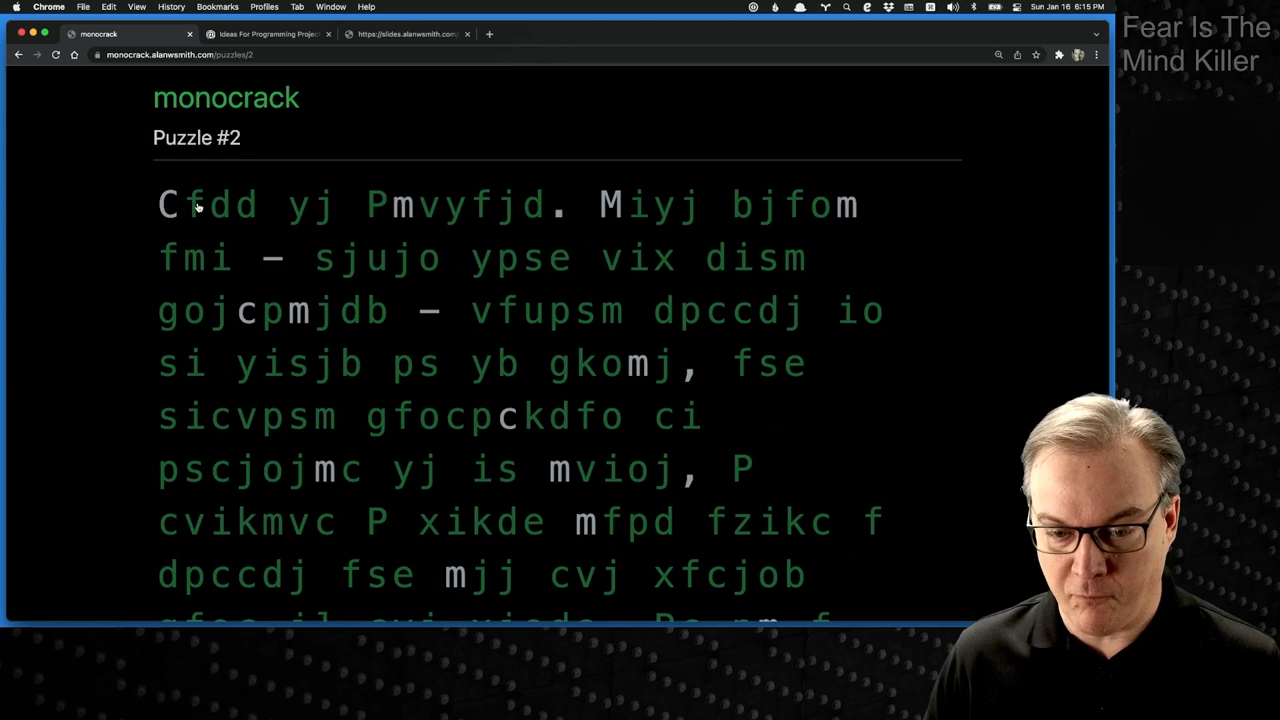 Chrome File Edit View History Bookmarks Profiles Tab Window Help Sun Jan 16 6:15 PM
monocrack Ideas For Programming Project https://slides.alanwsmith.com/
monocrack.alanwsmith.com/puzzles/2
Fear Is The
Mind Killer
monocrack
Puzzle #2
Cfdd yj Pmvyfjd. Miyj bjfom
fmi — sjujo ypse vix dism
gojcpmjdb — vfupsm dpccdj io
si yisjb ps yb gkomj, fse
sicvpsm gfocpckdfo ci
pscjojmc yj is mvioj, P
cvikmvc P xikde mfpd fzikc f
dpccdj fse mjj cvj xfcjob